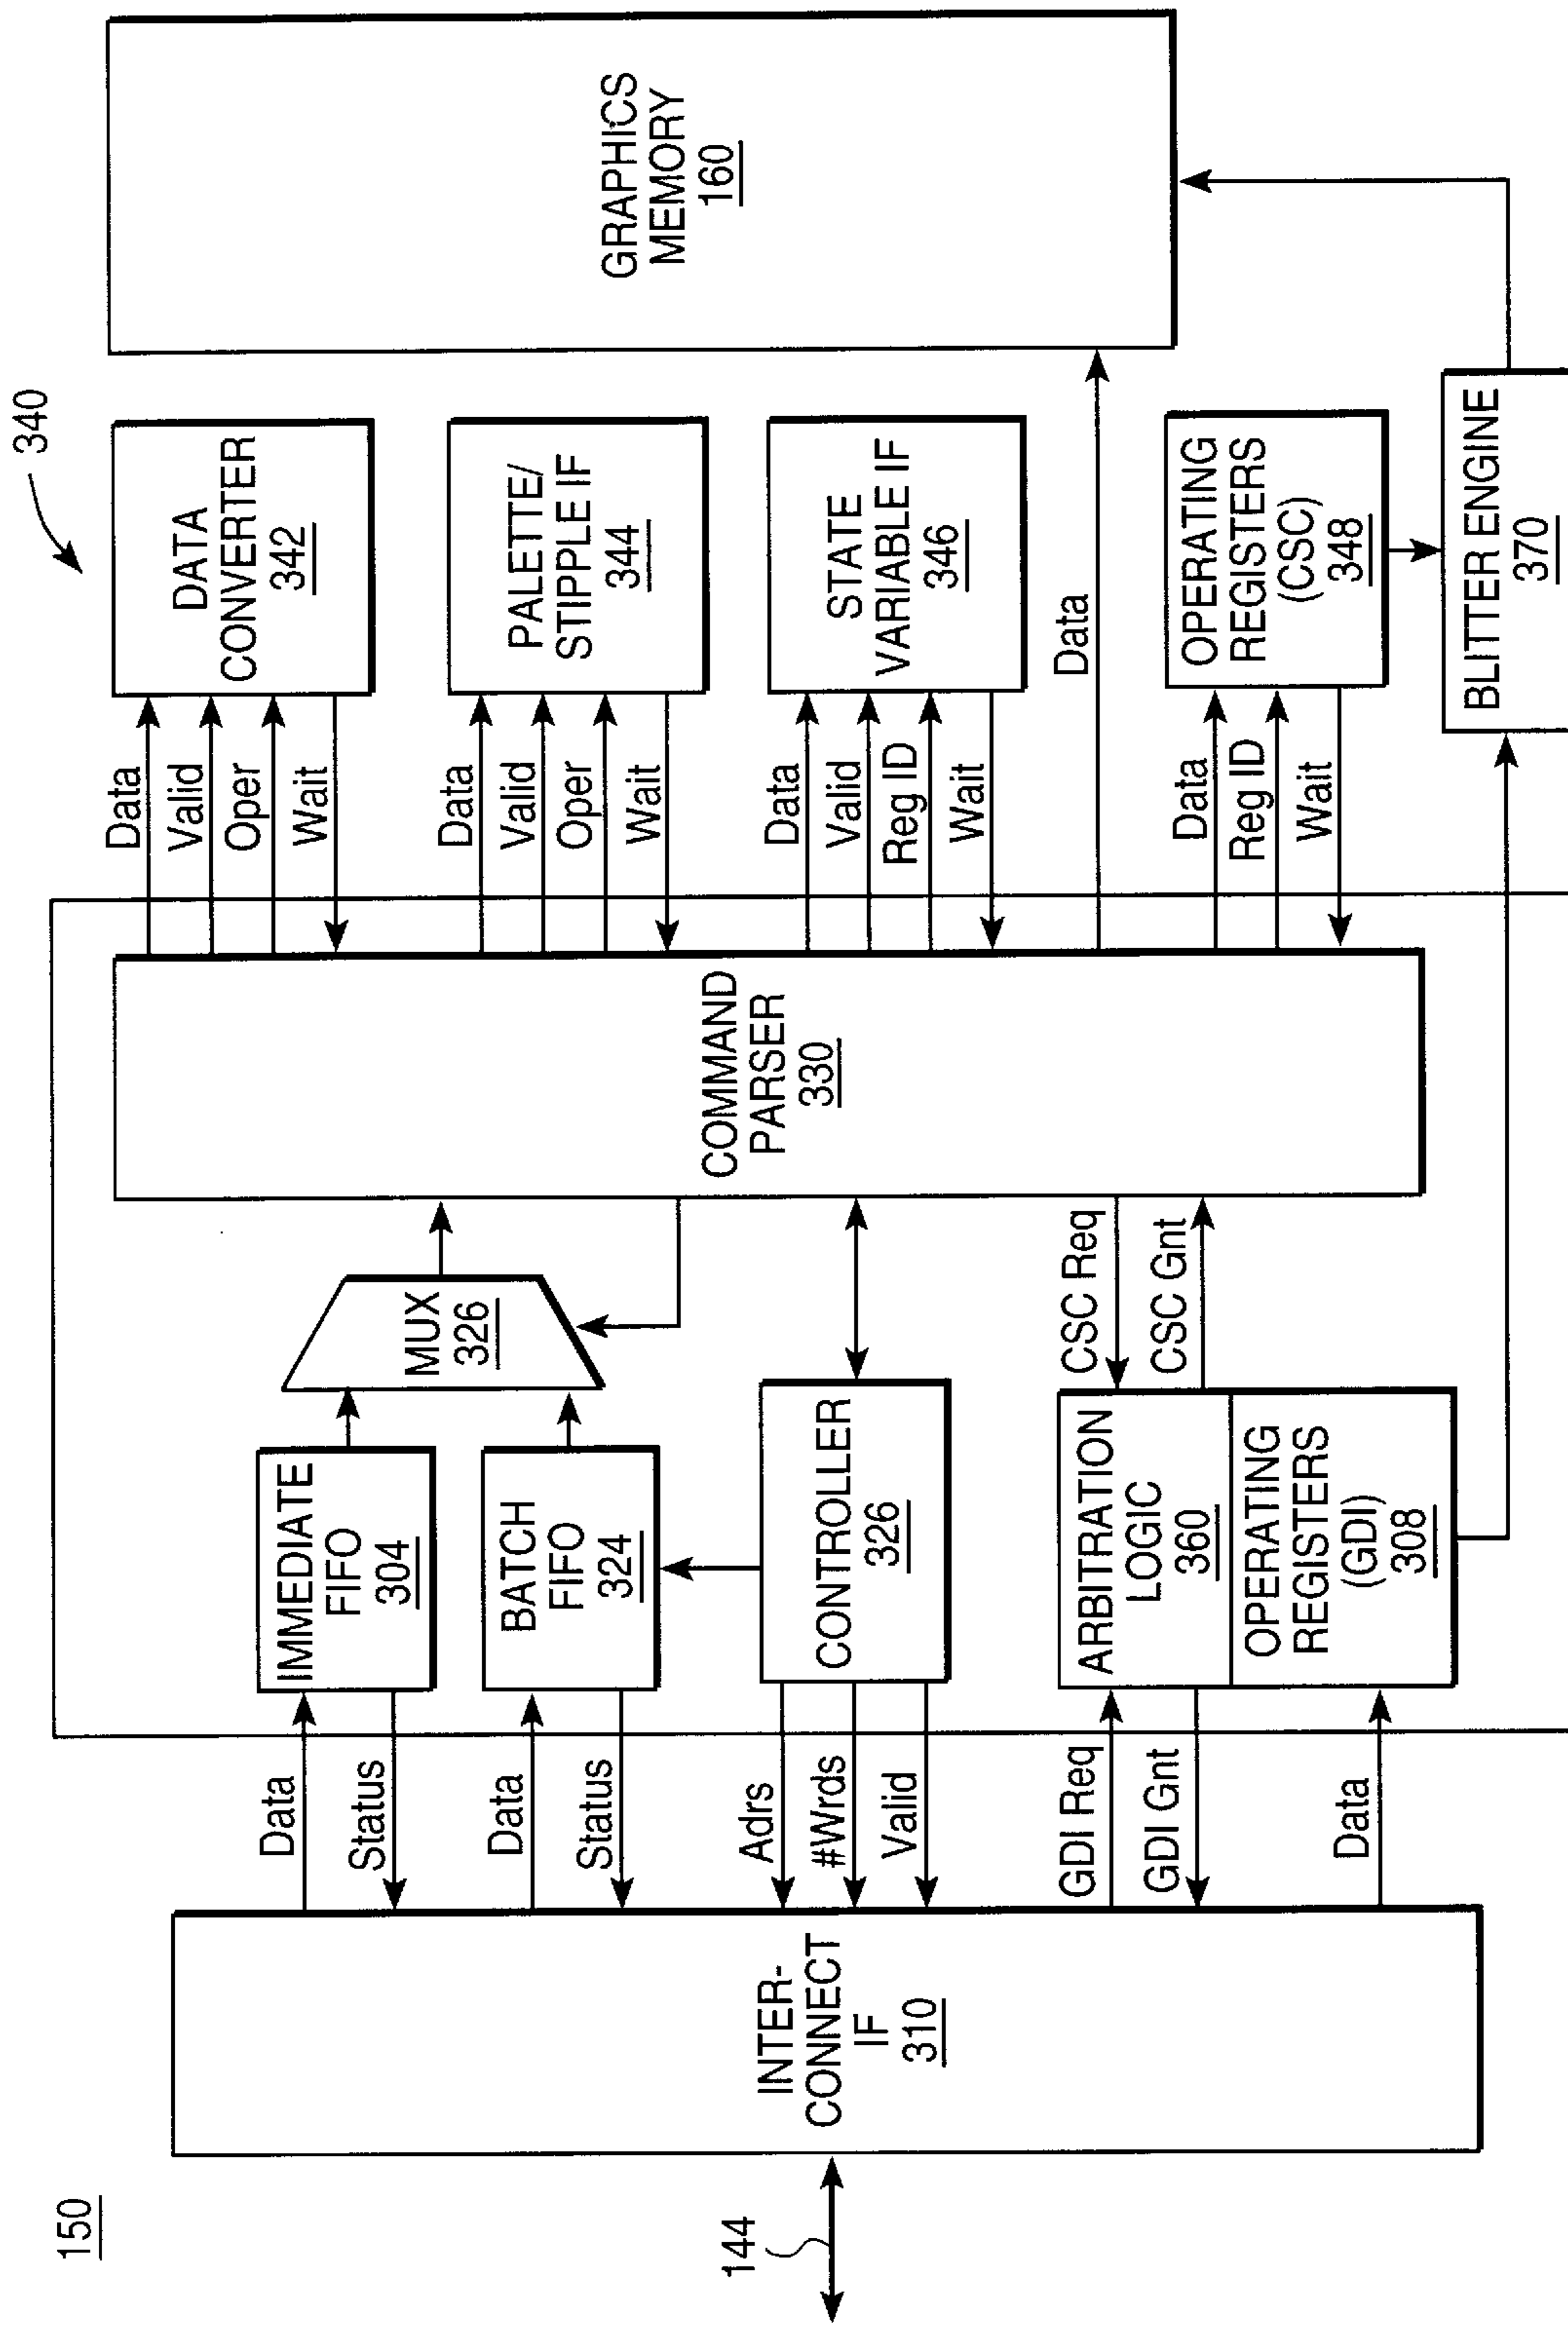 150
144
INTER-
CONNECT
IF
310
Data
Status
Data
Status
Adrs
#Wrds
Valid
GDI Req
GDI Gnt
Data
IMMEDIATE
FIFO
304
BATCH
FIFO
324
CONTROLLER
326
ARBITRATION
LOGIC
360
OPERATING
REGISTERS
(GDI)
308
MUX
326
CSC Req
CSC Gnt
COMMAND
PARSER
330
Data
Valid
Oper
Wait
Data
Valid
Oper
Wait
Data
Valid
Reg ID
Wait
Data
Data
Reg ID
Wait
340
DATA
CONVERTER
342
PALETTE/
STIPPLE IF
344
STATE
VARIABLE IF
346
OPERATING
REGISTERS
(CSC)
348
BLITTER ENGINE
370
GRAPHICS
MEMORY
160